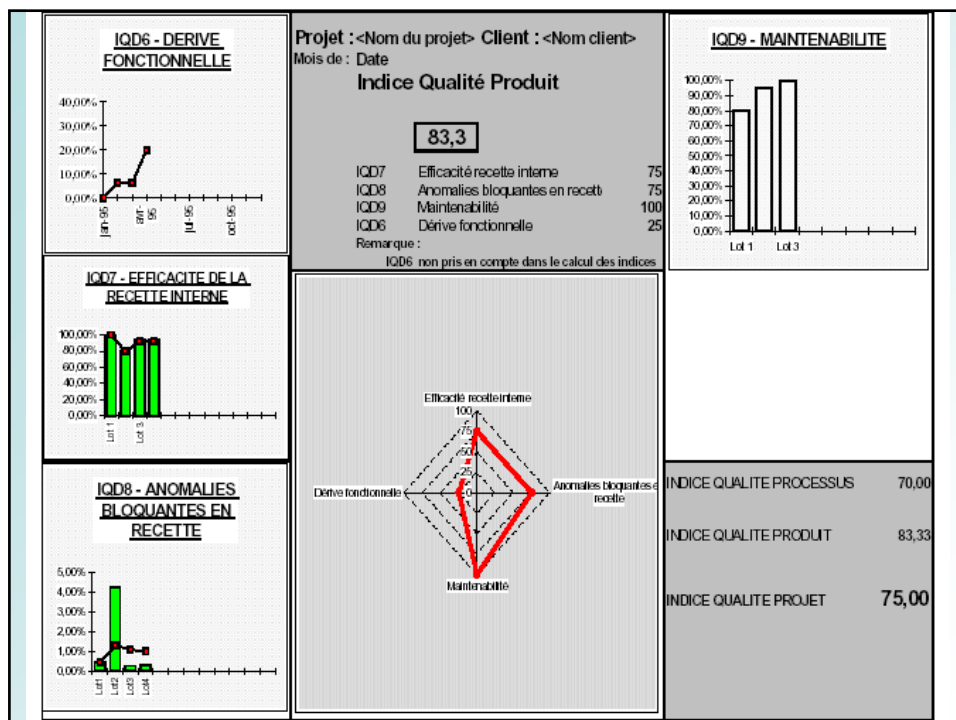 IQD6 - DERIVE
FONCTIONNELLE
40,00%
30,00%
20,00%
10,00%
0,00%
jan-95
avr-
95
jul-95
oct-95
IQD7 - EFFICACITE DE LA
RECETTE INTERNE
100,00%
80,00%
60,00%
40,00%
20,00%
0,00%
Lot 1
Lot 3
IQD8 - ANOMALIES
BLOQUANTES EN
RECETTE
5,00%
4,00%
3,00%
2,00%
1,00%
0,00%
Lot1
Lot2
Lot3
Lot4
Projet : <Nom du projet> Client : <Nom client>
Mois de : Date
Indice Qualité Produit
83,3
IQD7 Efficacité recette interne 75
IQD8 Anomalies bloquantes en recett 75
IQD9 Maintenabilité 100
IQD6 Dérive fonctionnelle 25
Remarque :
IQD6 non pris en compte dans le calcul des indices
Efficacité recette interne
100
75
50
25
0
Dérive fonctionnelle
Anomalies bloquantes e
recette
Maintenabilité
IQD9 - MAINTENABILITE
100,00%
90,00%
80,00%
70,00%
60,00%
50,00%
40,00%
30,00%
20,00%
10,00%
0,00%
Lot 1
Lot 3
INDICE QUALITE PROCESSUS 70,00
INDICE QUALITE PRODUIT 83,33
INDICE QUALITE PROJET 75,00